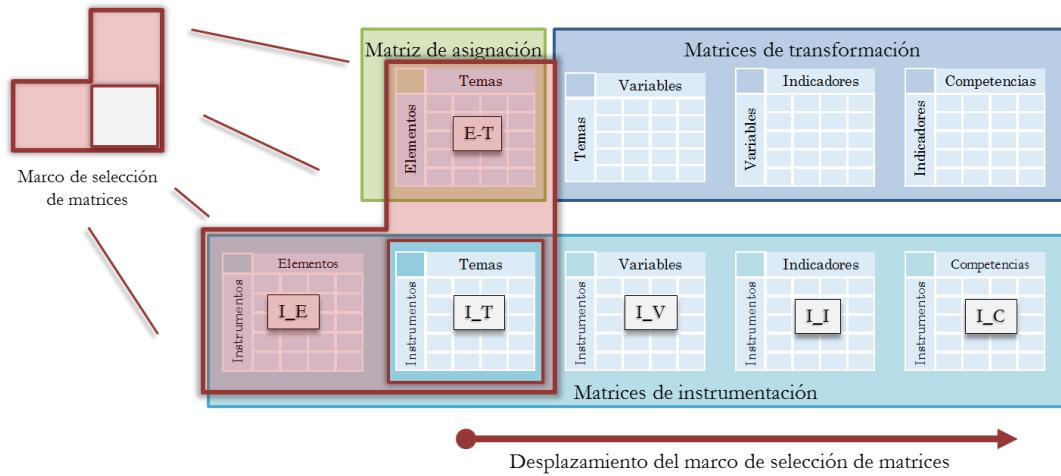 Matriz de asignación
Matrices de transformación
Temas
Elementos
E-T
Variables
Temas
Indicadores
Variables
Competencias
Indicadores
Marco de selección
de matrices
Elementos
Instrumentos
I_E
Temas
Instrumentos
I_T
Variables
Instrumentos
I_V
Indicadores
Instrumentos
I_I
Competencias
Instrumentos
I_C
Matrices de instrumentación
Desplazamiento del marco de selección de matrices